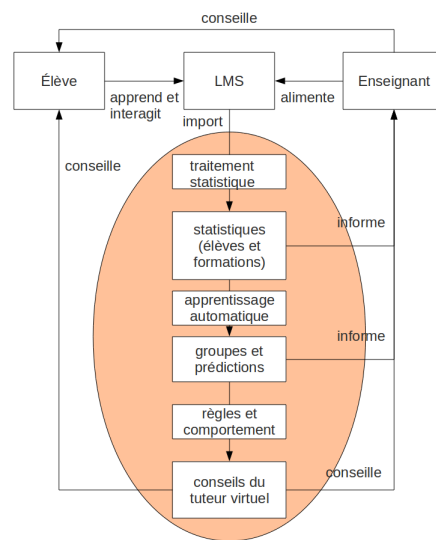 conseille
Élève
LMS
Enseignant
apprend et
interagit
alimente
import
conseille
traitement
statistique
informe
statistiques
(élèves et
formations)
apprentissage
automatique
informe
groupes et
prédictions
règles et
comportement
conseille
conseils du
tuteur virtuel